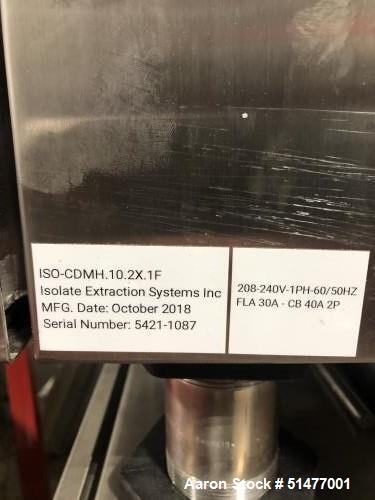 ISO-CDMH.10.2X.1F
Isolate Extraction Systems Inc
MFG. Date: October 2018
Serial Number: 5421-1087
208-240V-1PH-60/50HZ
FLA 30A - CB 40A 2P
Aaron Stock # 51477001